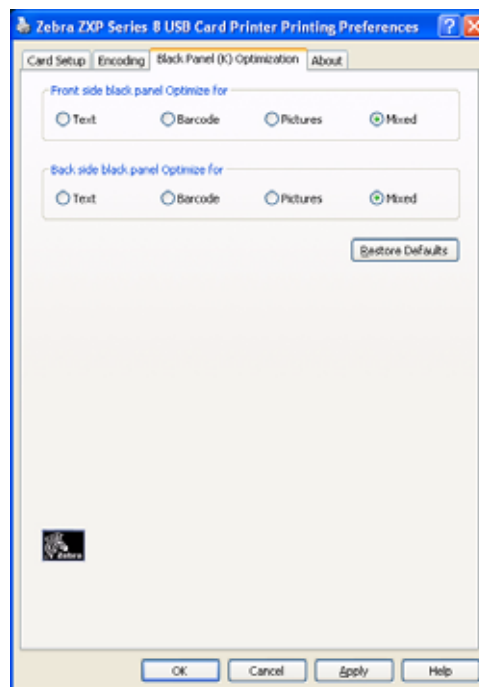 Zebra ZXP Series 8 USB Card Printer Printing Preferences
Card Setup Encoding Black Panel (K) Optimization About
Front side black panel Optimize for
Text Barcode Pictures Mixed
Back side black panel Optimize for
Text Barcode Pictures Mixed
Restore Defaults
Zebra
OK Cancel Apply Help